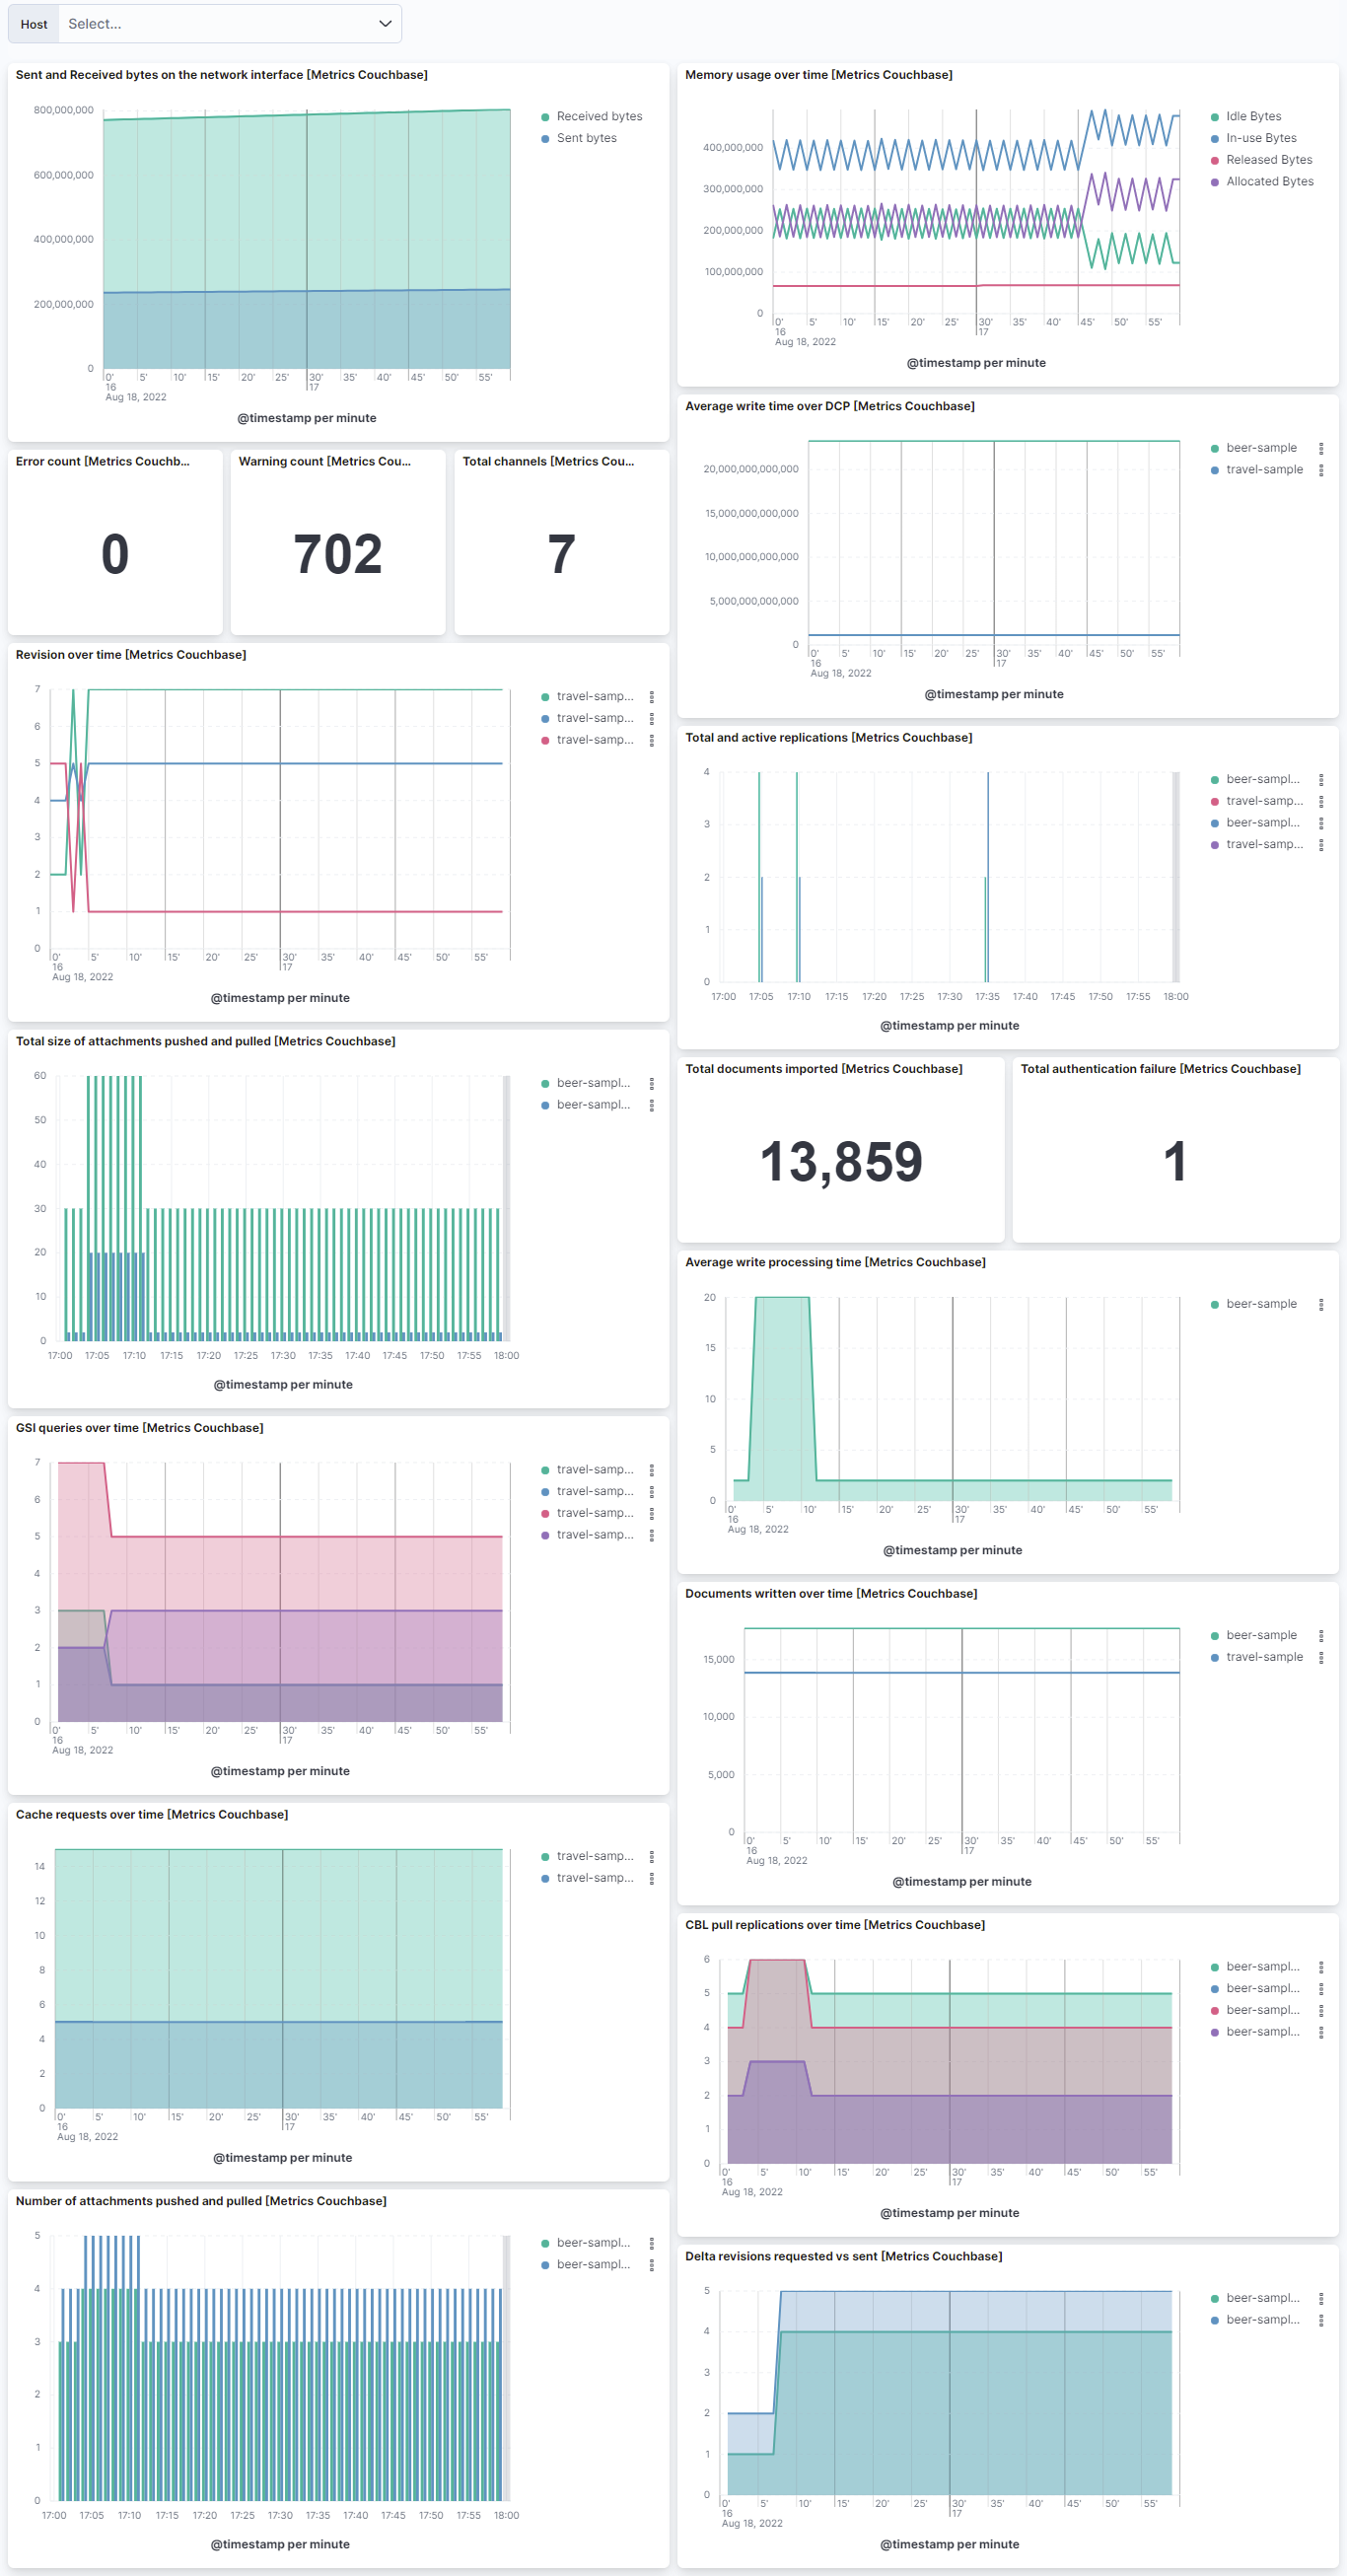 Host Select...
Sent and Received bytes on the network interface [Metrics Couchbase]
800,000,000
600,000,000
400,000,000
200,000,000
0
0' 5' 10' 15' 20' 25' 30' 35' 40' 45' 50' 55'
16 17
Aug 18, 2022
@timestamp per minute
Received bytes
Sent bytes
Memory usage over time [Metrics Couchbase]
400,000,000
300,000,000
200,000,000
100,000,000
0
0' 5' 10' 15' 20' 25' 30' 35' 40' 45' 50' 55'
16 17
Aug 18, 2022
@timestamp per minute
Idle Bytes
In-use Bytes
Released Bytes
Allocated Bytes
Error count [Metrics Couchb...
0
Warning count [Metrics Cou...
702
Total channels [Metrics Cou...
7
Average write time over DCP [Metrics Couchbase]
20,000,000,000,000
15,000,000,000,000
10,000,000,000,000
5,000,000,000,000
0
0' 5' 10' 15' 20' 25' 30' 35' 40' 45' 50' 55'
16 17
Aug 18, 2022
@timestamp per minute
beer-sample
travel-sample
Revision over time [Metrics Couchbase]
7
6
5
4
3
2
1
0
0' 5' 10' 15' 20' 25' 30' 35' 40' 45' 50' 55'
16 17
Aug 18, 2022
@timestamp per minute
travel-samp...
travel-samp...
travel-samp...
Total and active replications [Metrics Couchbase]
4
3
2
1
0
17:00 17:05 17:10 17:15 17:20 17:25 17:30 17:35 17:40 17:45 17:50 17:55 18:00
@timestamp per minute
beer-sampl...
travel-samp...
beer-sampl...
travel-samp...
Total size of attachments pushed and pulled [Metrics Couchbase]
60
50
40
30
20
10
0
17:00 17:05 17:10 17:15 17:20 17:25 17:30 17:35 17:40 17:45 17:50 17:55 18:00
@timestamp per minute
beer-sampl...
beer-sampl...
Total documents imported [Metrics Couchbase]
13,859
Total authentication failure [Metrics Couchbase]
1
Average write processing time [Metrics Couchbase]
20
15
10
5
0
0' 5' 10' 15' 20' 25' 30' 35' 40' 45' 50' 55'
16 17
Aug 18, 2022
@timestamp per minute
beer-sample
GSI queries over time [Metrics Couchbase]
7
6
5
4
3
2
1
0
0' 5' 10' 15' 20' 25' 30' 35' 40' 45' 50' 55'
16 17
Aug 18, 2022
@timestamp per minute
travel-samp...
travel-samp...
travel-samp...
travel-samp...
Documents written over time [Metrics Couchbase]
15,000
10,000
5,000
0
0' 5' 10' 15' 20' 25' 30' 35' 40' 45' 50' 55'
16 17
Aug 18, 2022
@timestamp per minute
beer-sample
travel-sample
Cache requests over time [Metrics Couchbase]
14
12
10
8
6
4
2
0
0' 5' 10' 15' 20' 25' 30' 35' 40' 45' 50' 55'
16 17
Aug 18, 2022
@timestamp per minute
travel-samp...
travel-samp...
CBL pull replications over time [Metrics Couchbase]
6
5
4
3
2
1
0
0' 5' 10' 15' 20' 25' 30' 35' 40' 45' 50' 55'
16 17
Aug 18, 2022
@timestamp per minute
beer-sampl...
beer-sampl...
beer-sampl...
beer-sampl...
Number of attachments pushed and pulled [Metrics Couchbase]
5
4
3
2
1
0
17:00 17:05 17:10 17:15 17:20 17:25 17:30 17:35 17:40 17:45 17:50 17:55 18:00
@timestamp per minute
beer-sampl...
beer-sampl...
Delta revisions requested vs sent [Metrics Couchbase]
5
4
3
2
1
0
0' 5' 10' 15' 20' 25' 30' 35' 40' 45' 50' 55'
16 17
Aug 18, 2022
@timestamp per minute
beer-sampl...
beer-sampl...